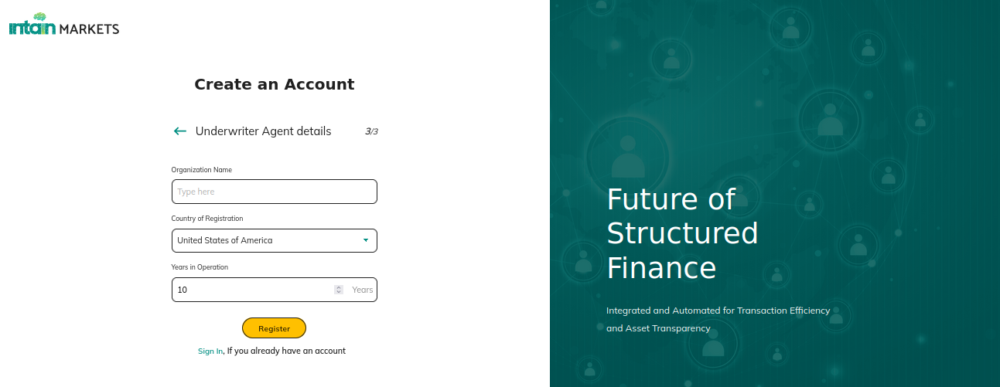 intain MARKETS
Create an Account
← Underwriter Agent details 3/3
Organization Name
Type here
Country of Registration
United States of America
Years in Operation
10 Years
Register
Sign In, If you already have an account
Future of
Structured
Finance
Integrated and Automated for Transaction Efficiency
and Asset Transparency